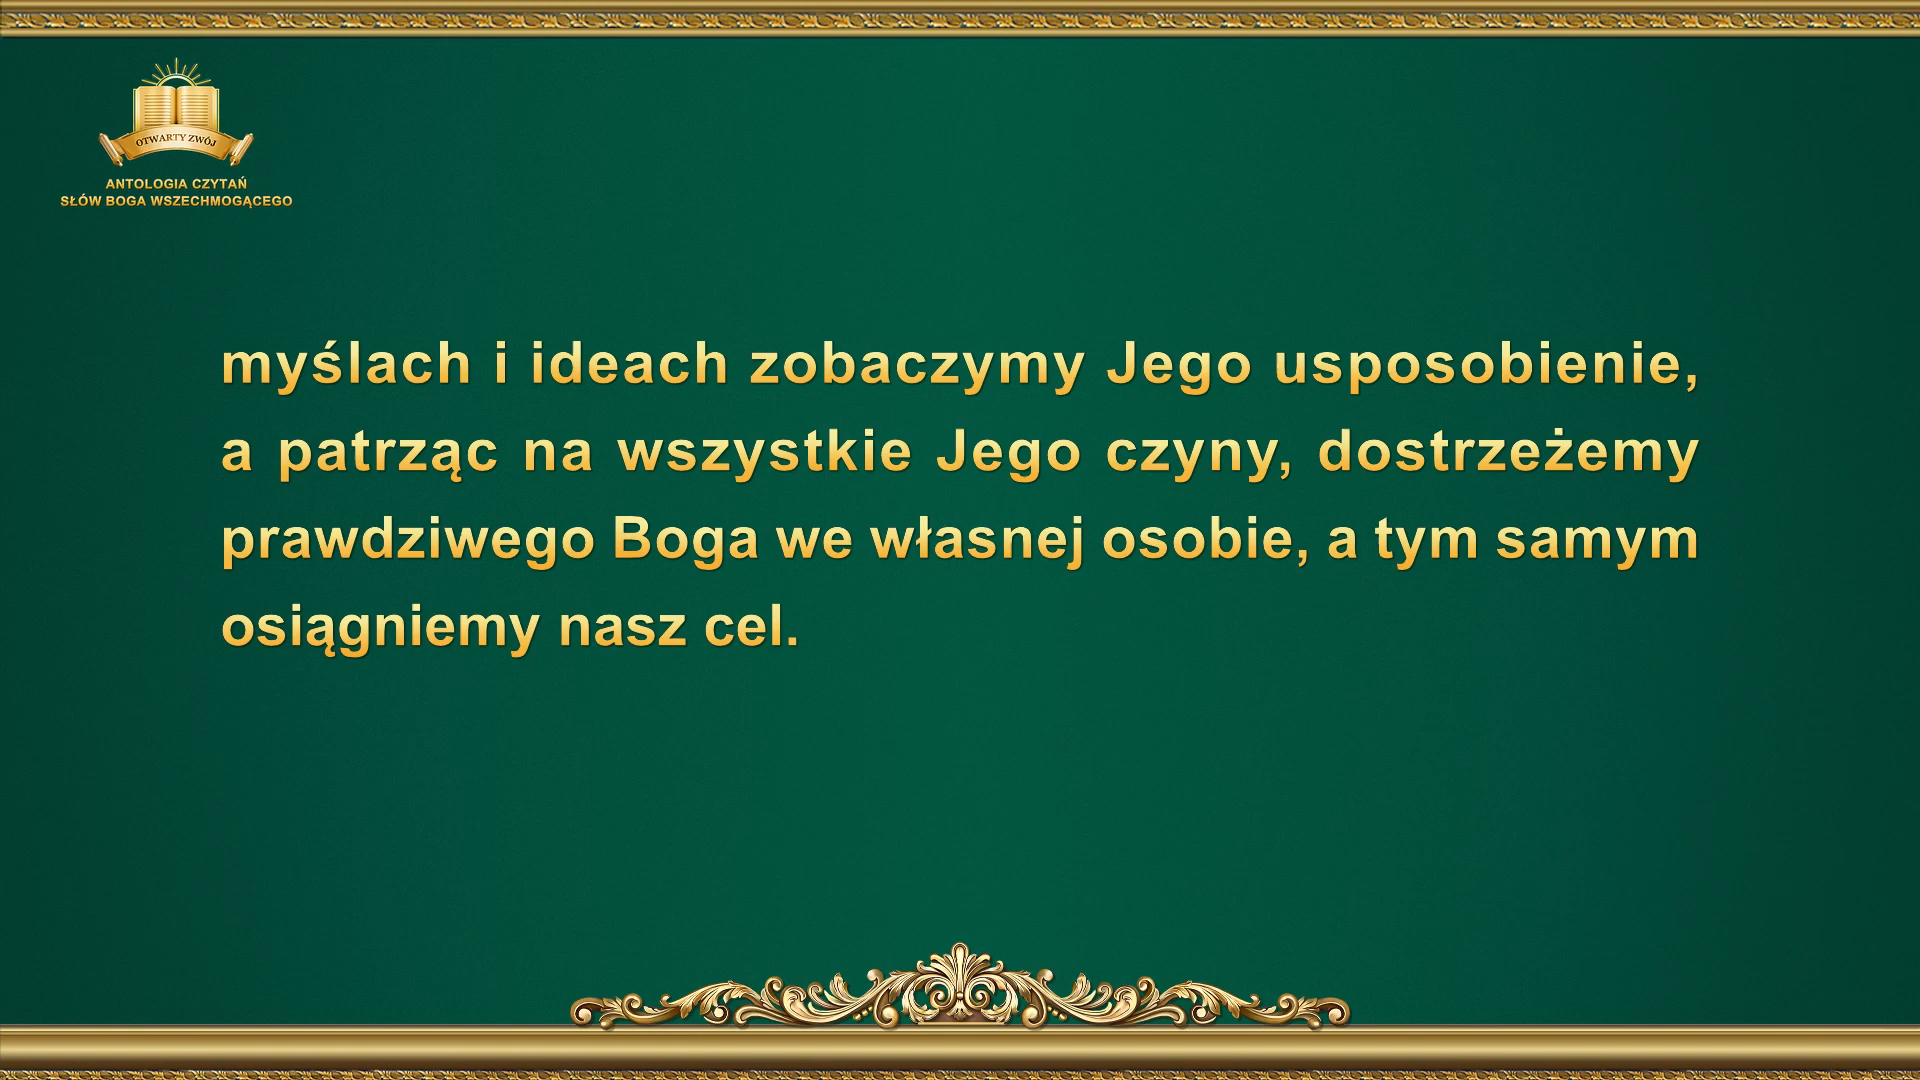 OTWARTY ZWÓJ
ANTOLOGIA CZYTAŃ
SŁÓW BOGA WSZECHMOGĄCEGO
myślach i ideach zobaczymy Jego usposobienie,
a patrząc na wszystkie Jego czyny, dostrzeżemy
prawdziwego Boga we własnej osobie, a tym samym
osiągniemy nasz cel.